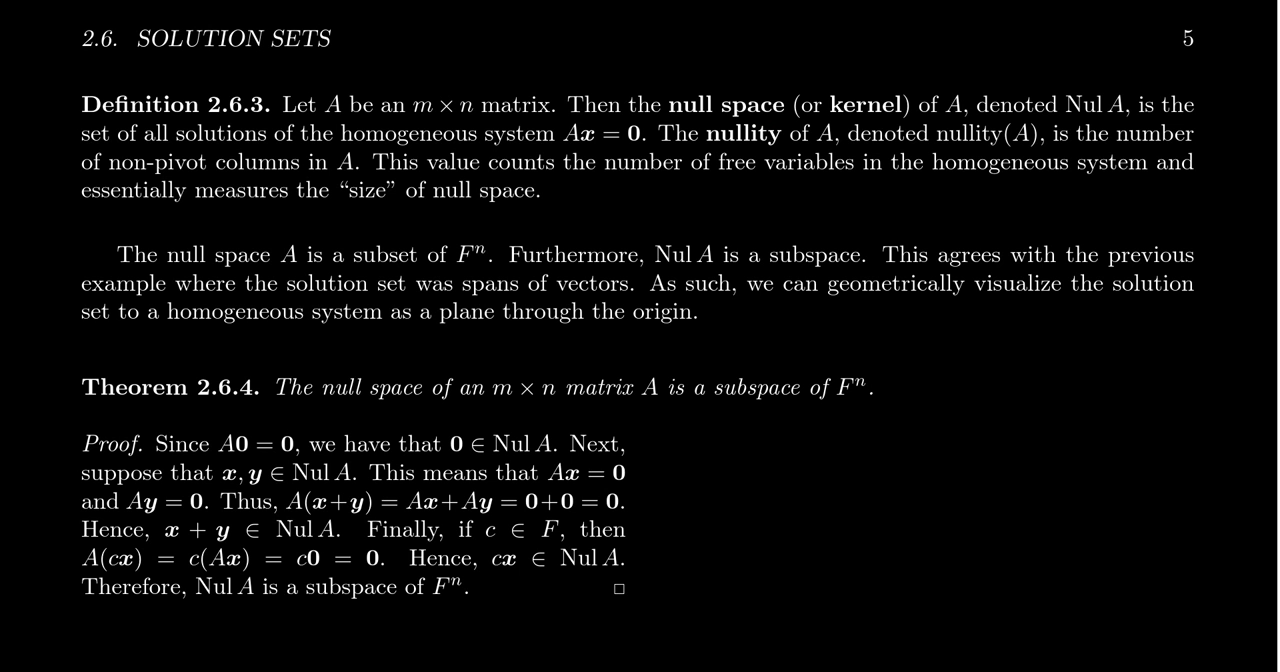 2.6. SOLUTION SETS 5
Definition 2.6.3. Let A be an m × n matrix. Then the null space (or kernel) of A, denoted Nul A, is the
set of all solutions of the homogeneous system Ax = 0. The nullity of A, denoted nullity(A), is the number
of non-pivot columns in A. This value counts the number of free variables in the homogeneous system and
essentially measures the “size” of null space.
The null space A is a subset of Fⁿ. Furthermore, Nul A is a subspace. This agrees with the previous
example where the solution set was spans of vectors. As such, we can geometrically visualize the solution
set to a homogeneous system as a plane through the origin.
Theorem 2.6.4. The null space of an m × n matrix A is a subspace of Fⁿ.
Proof. Since A0 = 0, we have that 0 ∈ Nul A. Next,
suppose that x, y ∈ Nul A. This means that Ax = 0
and Ay = 0. Thus, A(x+y) = Ax+Ay = 0+0 = 0.
Hence, x + y ∈ Nul A. Finally, if c ∈ F, then
A(cx) = c(Ax) = c0 = 0. Hence, cx ∈ Nul A.
Therefore, Nul A is a subspace of Fⁿ. □